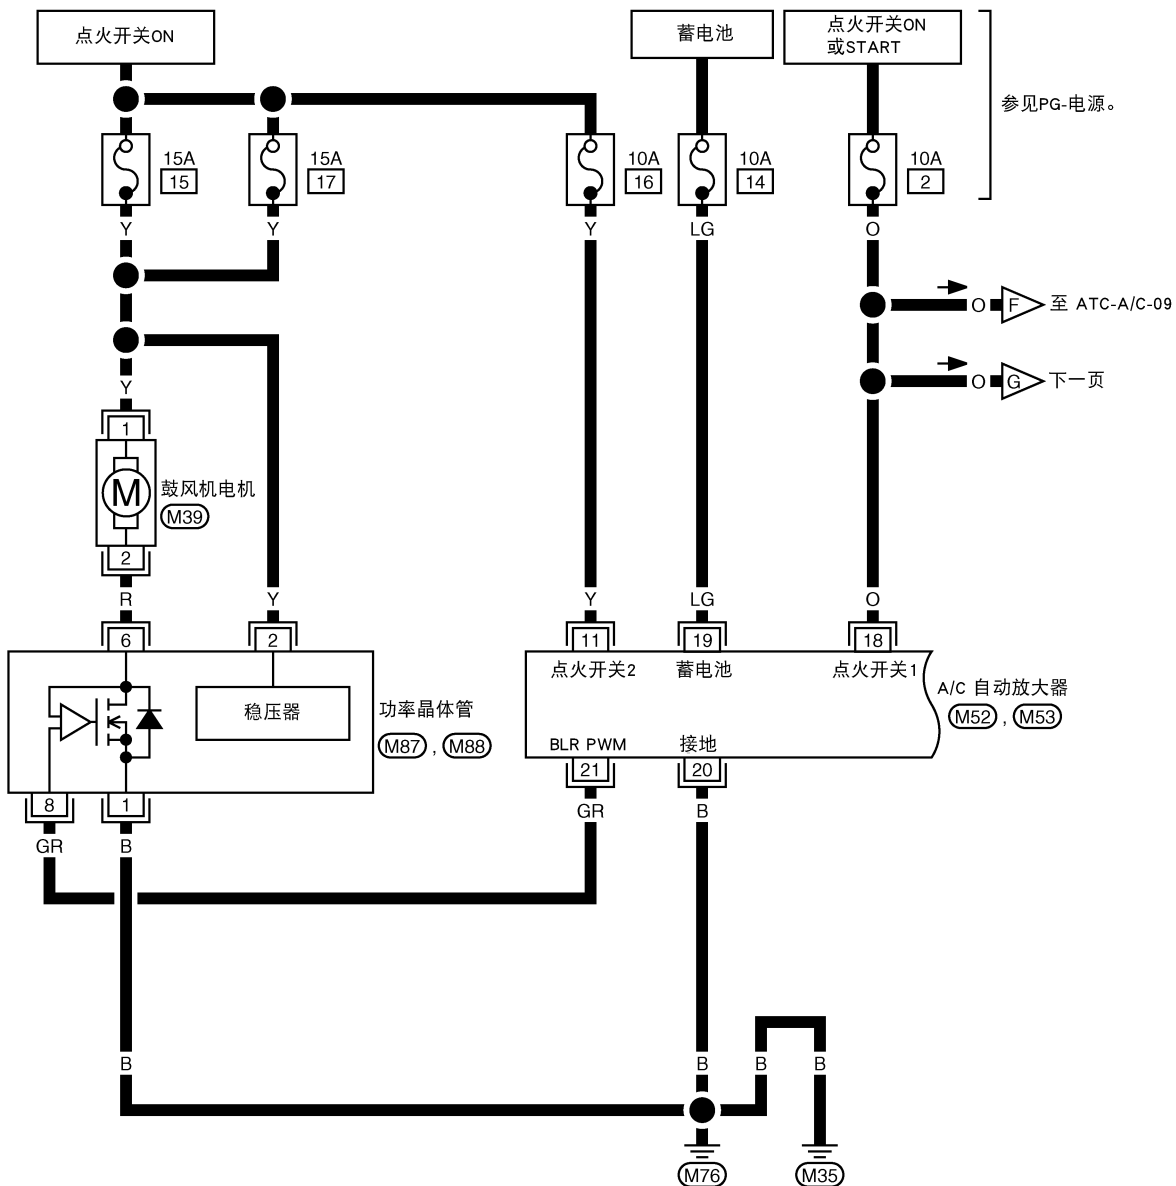 点火开关ON
蓄电池
点火开关ON
或START
参见PG-电源。
15A
15
15A
17
10A
16
10A
14
10A
2
Y
Y
Y
LG
O
O
F
至 ATC-A/C-09
O
G
下一页
Y
1
M
鼓风机电机
M39
2
R
Y
Y
LG
O
6
2
11
19
18
点火开关2
蓄电池
点火开关1
A/C 自动放大器
M52 , M53
稳压器
功率晶体管
M87 , M88
BLR PWM
接地
21
20
8
1
GR
B
GR
B
B
B
B
B
M76
M35